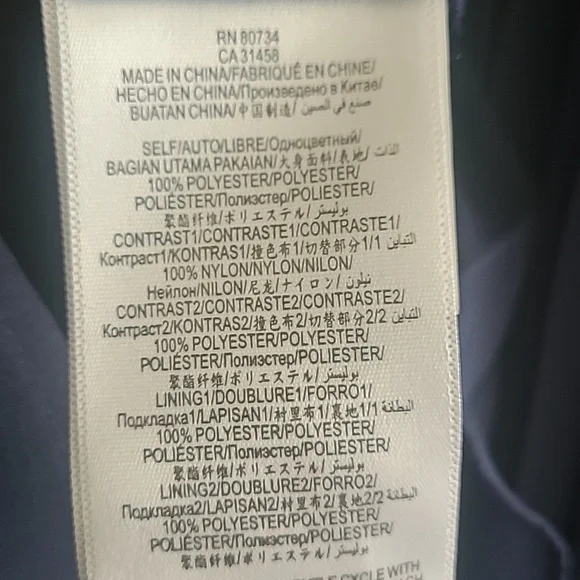 RN 80734
CA 31458
MADE IN CHINA/FABRIQUÉ EN CHINE/
HECHO EN CHINA/Произведено в Китае/
BUATAN CHINA/中国制造/ صنع في الصين
SELF/AUTO/LIBRE/Одноцветный/
BAGIAN UTAMA PAKAIAN/大身面料/表地/ الذات
100% POLYESTER/POLYESTER/
POLIÉSTER/Полиэстер/POLIESTER/
聚酯纤维/ポリエステル/ بوليستر
CONTRAST1/CONTRASTE1/CONTRASTE1/
Контраст1/KONTRAS1/撞色布1/切替部分1/1 التباين
100% NYLON/NYLON/NILON/
Нейлон/NILON/尼龙/ナイロン/ نيلون
CONTRAST2/CONTRASTE2/CONTRASTE2/
Контраст2/KONTRAS2/撞色布2/切替部分2/2 التباين
100% POLYESTER/POLYESTER/
POLIÉSTER/Полиэстер/POLIESTER/
聚酯纤维/ポリエステル/ بوليستر
LINING1/DOUBLURE1/FORRO1/
Подкладка1/LAPISAN1/衬里布1/裏地1/1 البطانة
100% POLYESTER/POLYESTER/
POLIÉSTER/Полиэстер/POLIESTER/
聚酯纤维/ポリエステル/ بوليستر
LINING2/DOUBLURE2/FORRO2/
Подкладка2/LAPISAN2/衬里布2/裏地2/2 البطانة
100% POLYESTER/POLYESTER/
POLIÉSTER/Полиэстер/POLIESTER/
聚酯纤维/ポリエステル/ بوليستر
CYCLE WITH